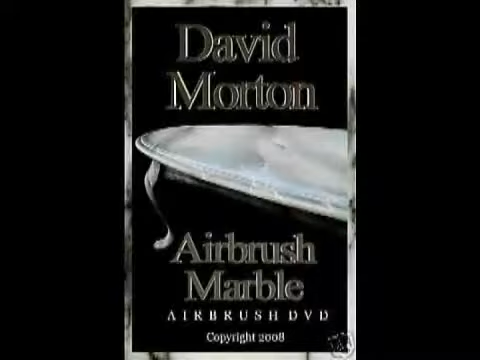 David
Morton
Airbrush
Marble
AIRBRUSH DVD
Copyright 2008